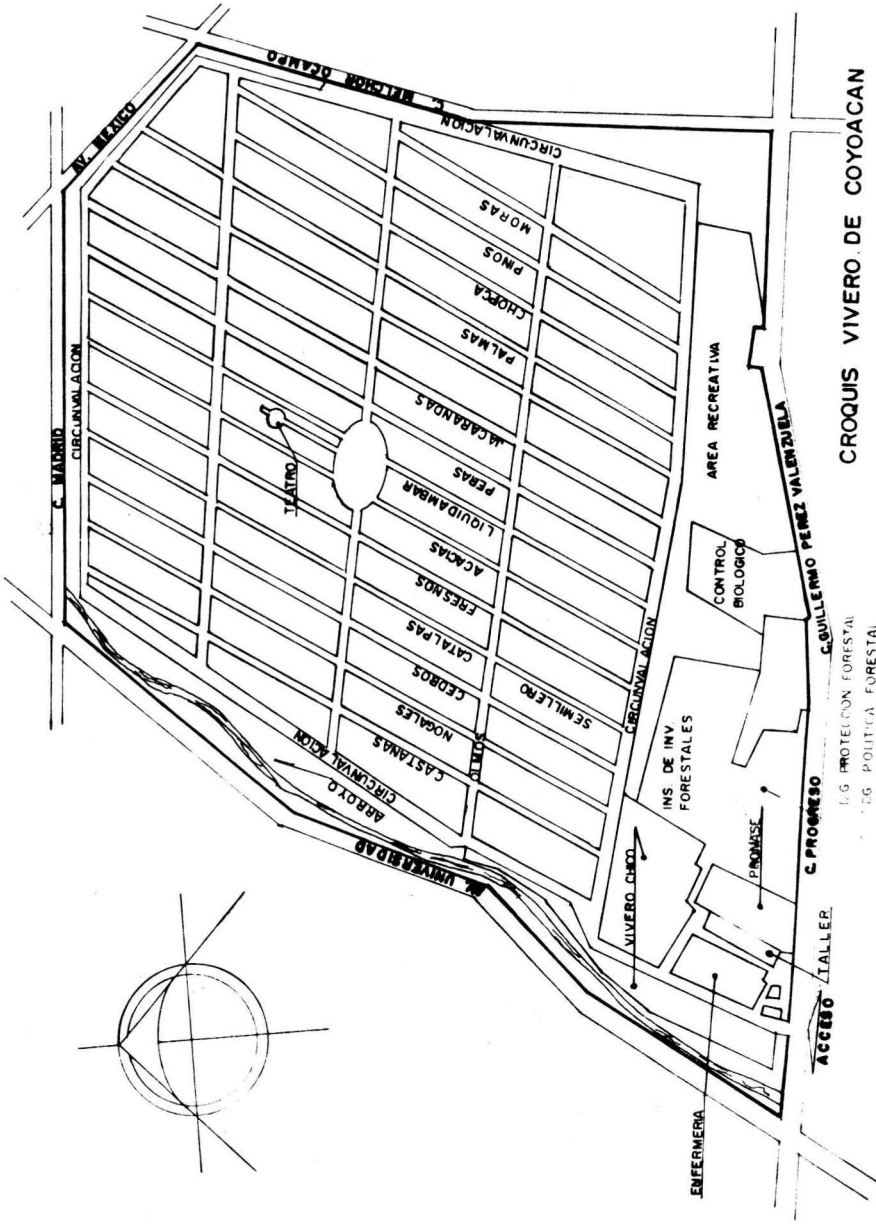 C. MADRID
AV. MEXICO
C. MELCHOR OCAMPO
CIRCUNVALACION
CIRCUNVALACION
TEATRO
MORAS
PINOS
CHOPCA
PALMAS
JACARANDAS
PERAS
LIQUIDAMBAR
ACACIAS
FRESNOS
CATALPAS
CEDROS
NOGALES
CASTANAS
OLMOS
SEMILLERO
CIRCUNVALACION
ARROYO
CIRCUNVALACION
AV. UNIVERSIDAD
AREA RECREATIVA
CONTROL
BIOLOGICO
INS. DE INV.
FORESTALES
VIVERO CHICO
PRONASE
ENFERMERIA
C. GUILLERMO PEREZ VALENZUELA
C. PROGRESO
ACCESO
TALLER
PROTECCION FORESTAL
POLITICA FORESTAL
CROQUIS VIVERO DE COYOACAN